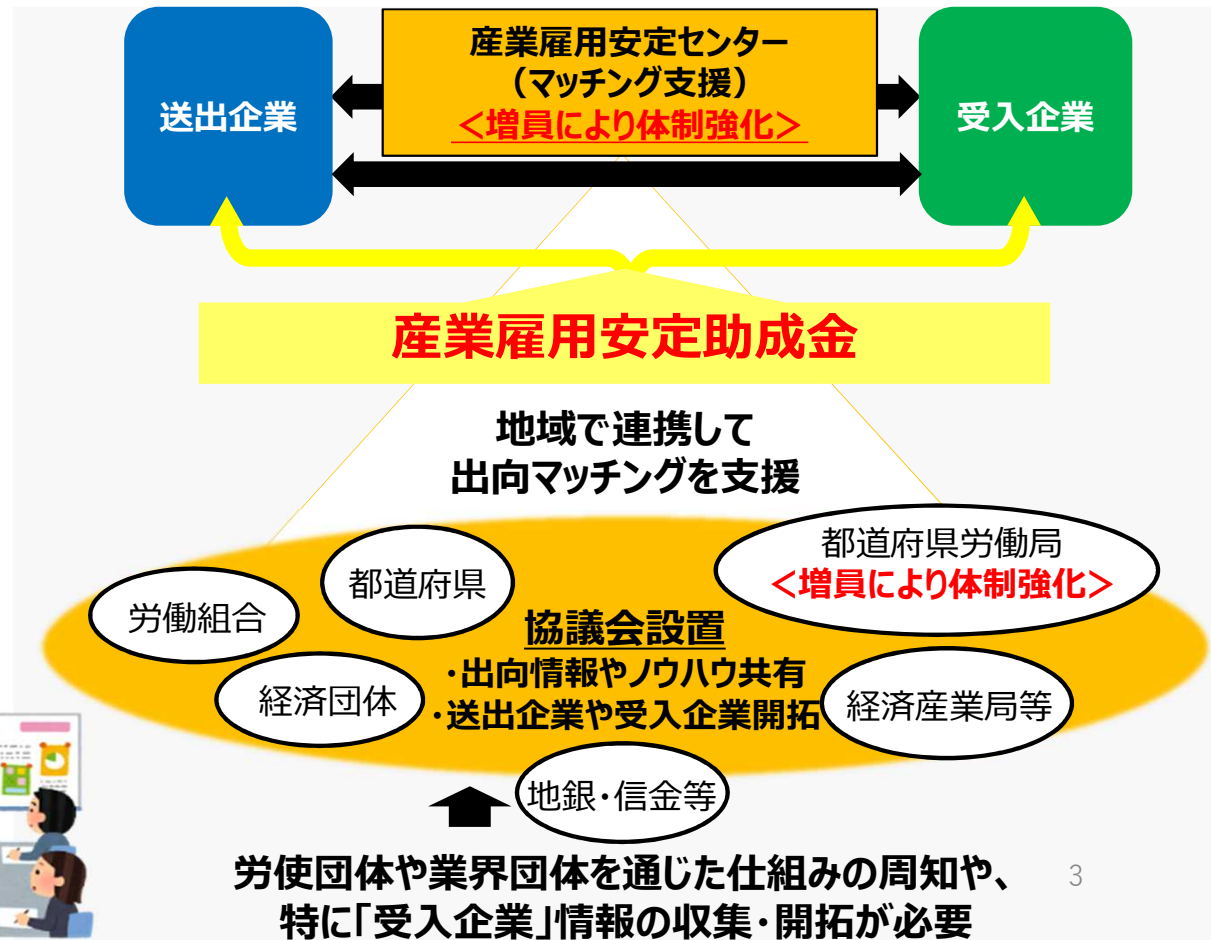 産業雇用安定センター
（マッチング支援）
＜増員により体制強化＞
送出企業
受入企業
産業雇用安定助成金
地域で連携して
出向マッチングを支援
都道府県労働局
＜増員により体制強化＞
都道府県
労働組合
協議会設置
・出向情報やノウハウ共有
・送出企業や受入企業開拓
経済団体
経済産業局等
地銀・信金等
労使団体や業界団体を通じた仕組みの周知や、
特に「受入企業」情報の収集・開拓が必要
3